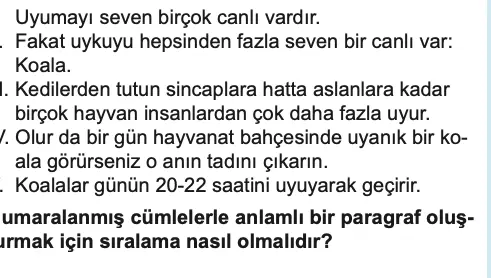 Uyumayı seven birçok canlı vardır.
. Fakat uykuyu hepsinden fazla seven bir canlı var:
Koala.
I. Kedilerden tutun sincaplara hatta aslanlara kadar
birçok hayvan insanlardan çok daha fazla uyur.
V. Olur da bir gün hayvanat bahçesinde uyanık bir ko-
ala görürseniz o anın tadını çıkarın.
. Koalalar günün 20-22 saatini uyuyarak geçirir.
umaralanmış cümlelerle anlamlı bir paragraf oluş-
urmak için sıralama nasıl olmalıdır?